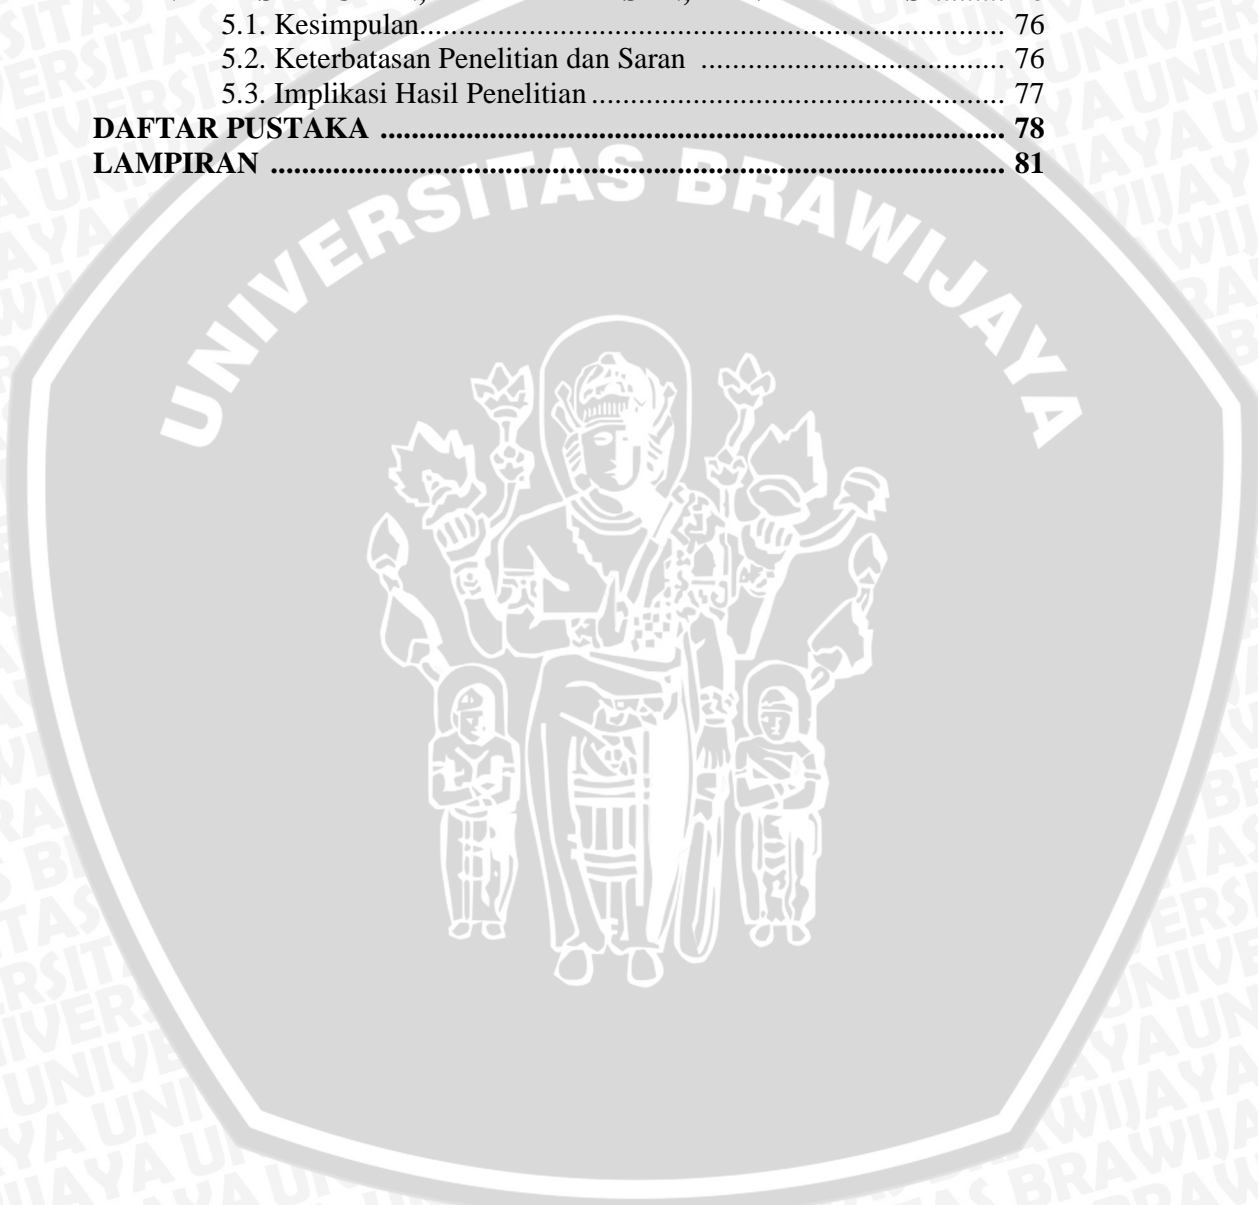 5.1. Kesimpulan.......................................................................... 76
5.2. Keterbatasan Penelitian dan Saran ...................................... 76
5.3. Implikasi Hasil Penelitian .................................................... 77
DAFTAR PUSTAKA .............................................................................. 78
LAMPIRAN ............................................................................................ 81
UNIVERSITAS BRAWIJAYA